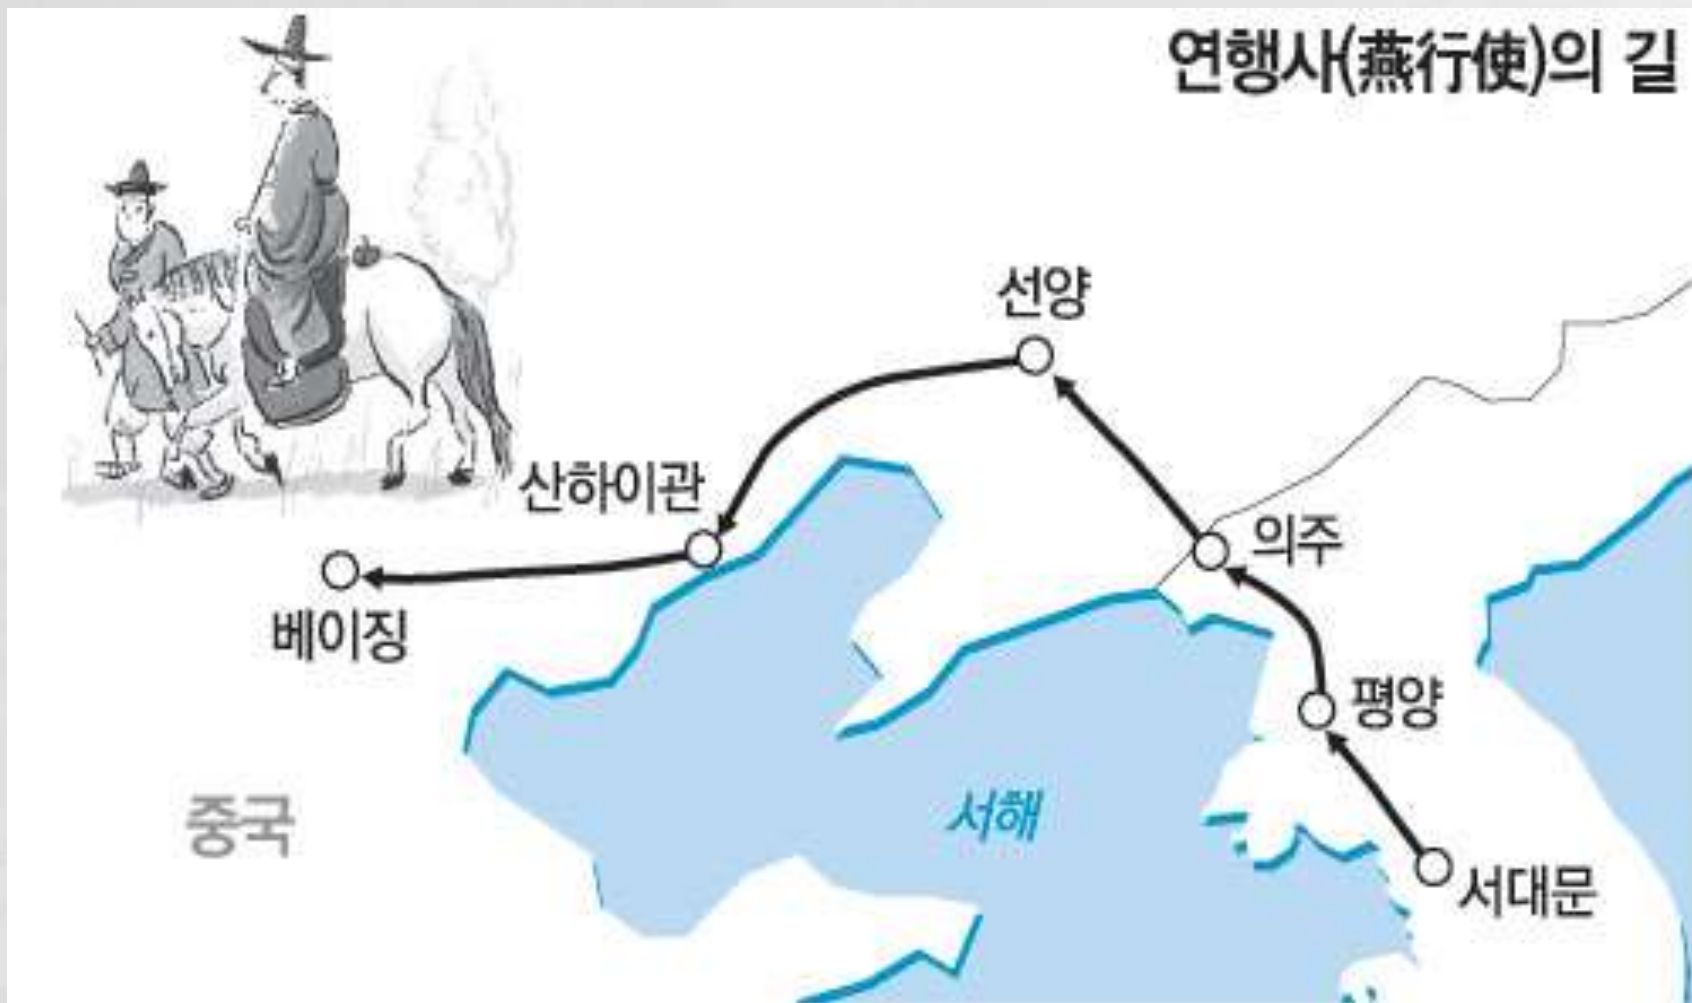 연행사(燕行使)의 길
선양
산하이관
의주
베이징
평양
중국
서해
서대문